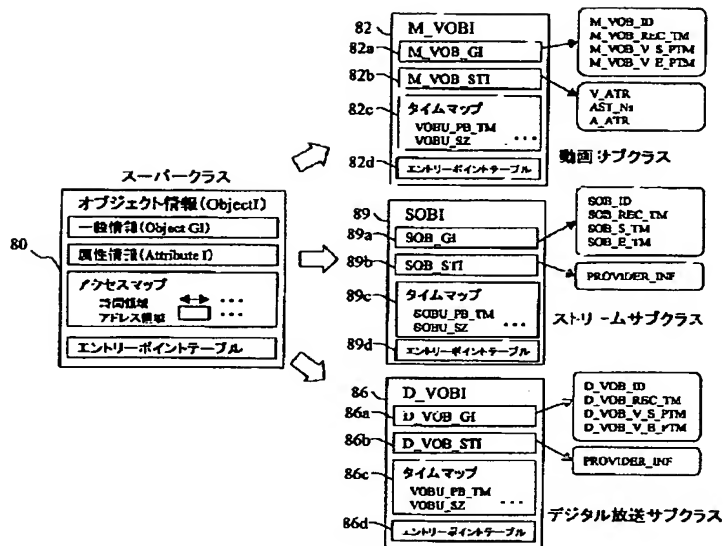 スーパークラス
オブジェクト情報(ObjectI)
一般情報(Object GI)
属性情報(Attribute I)
アクセスマップ
時間領域 ・・・
アドレス領域 ・・・
エントリーポイントテーブル
80
82
M_VOBI
82a
M_VOB_GI
82b
M_VOB_STI
82c
タイムマップ
VOBU_PB_TM
VOBU_SZ ・・・
82d
エントリーポイントテーブル
M_VOB_ID
M_VOB_REC_TM
M_VOB_V_S_PTM
M_VOB_V_E_PTM
V_ATR
AST_Ns
A_ATR
動画サブクラス
89
SOBI
89a
SOB_GI
89b
SOB_STI
89c
タイムマップ
SOBU_PB_TM
SOBU_SZ ・・・
89d
エントリーポイントテーブル
SOB_ID
SOB_REC_TM
SOB_S_TM
SOB_E_TM
PROVIDER_INF
ストリームサブクラス
86
D_VOBI
86a
D_VOB_GI
86b
D_VOB_STI
86c
タイムマップ
VOBU_PB_TM
VOBU_SZ ・・・
86d
エントリーポイントテーブル
D_VOB_ID
D_VOB_REC_TM
D_VOB_V_S_PTM
D_VOB_V_E_PTM
PROVIDER_INF
デジタル放送サブクラス